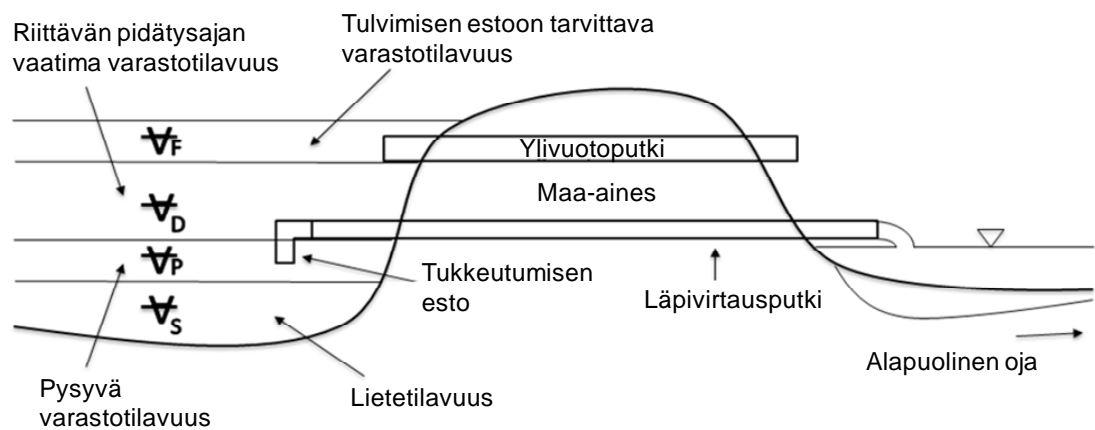 Riittävän pidätysajan
vaatima varastotilavuus
Tulvimisen estoon tarvittava
varastotilavuus
Ylivuotoputki
Maa-aines
Ɐ̶F
Ɐ̶D
Ɐ̶P
Ɐ̶S
Tukkeutumisen
esto
Läpivirtausputki
Alapuolinen oja
Pysyvä
varastotilavuus
Lietetilavuus